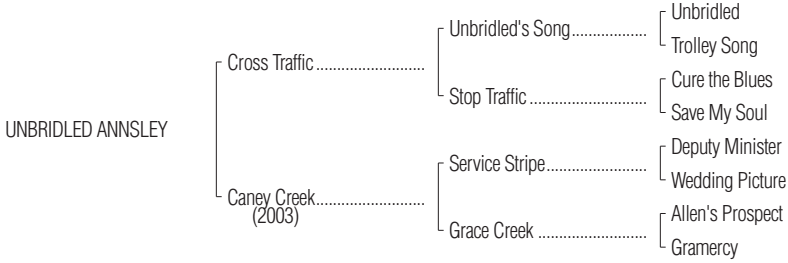 Unbridled
Unbridled's Song..................
Trolley Song
Cross Traffic ..........................
Cure the Blues
Stop Traffic ............................
Save My Soul
UNBRIDLED ANNSLEY
Deputy Minister
Service Stripe........................
Wedding Picture
Caney Creek..........................
(2003)
Allen's Prospect
Grace Creek ..........................
Gramercy